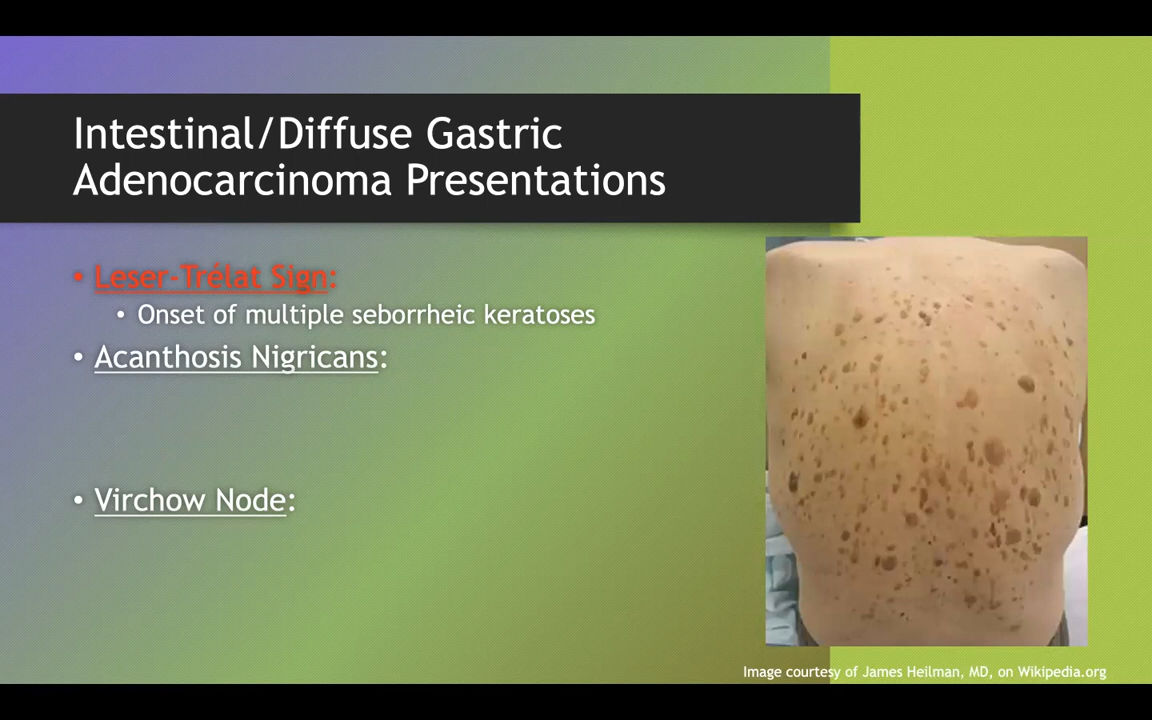 Intestinal/Diffuse Gastric
Adenocarcinoma Presentations
• Leser-Trélat Sign:
• Onset of multiple seborrheic keratoses
• Acanthosis Nigricans:
• Virchow Node:
Image courtesy of James Heilman, MD, on Wikipedia.org